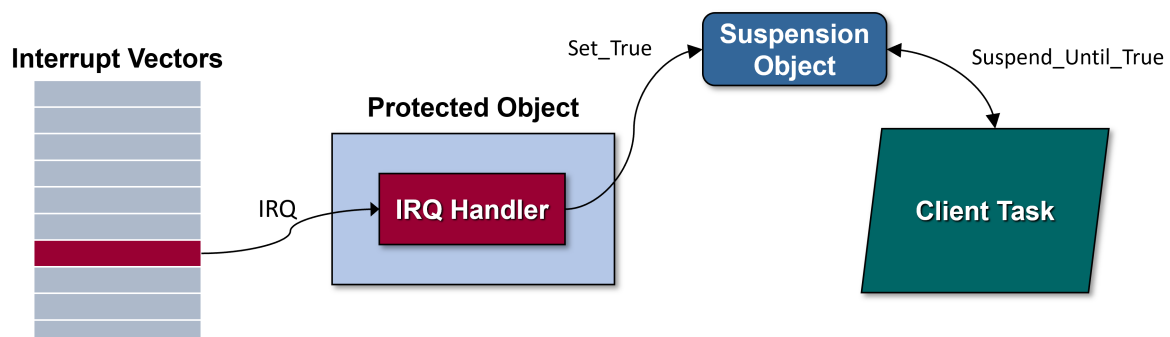 Interrupt Vectors
IRQ
Protected Object
IRQ Handler
Set_True
Suspension
Object
Suspend_Until_True
Client Task